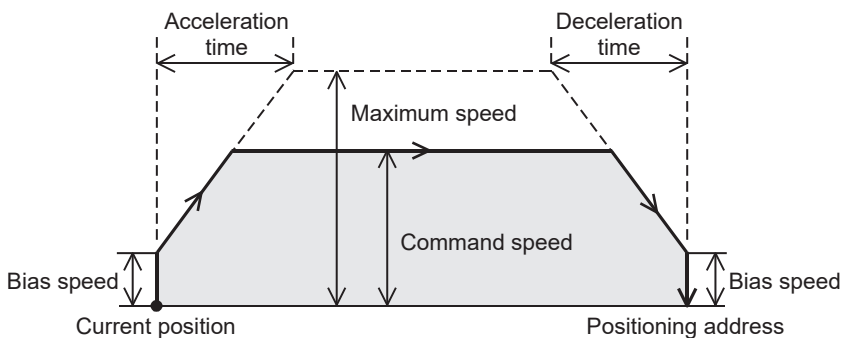 Acceleration
time
Deceleration
time
Maximum speed
Command speed
Bias speed
Bias speed
Current position
Positioning address